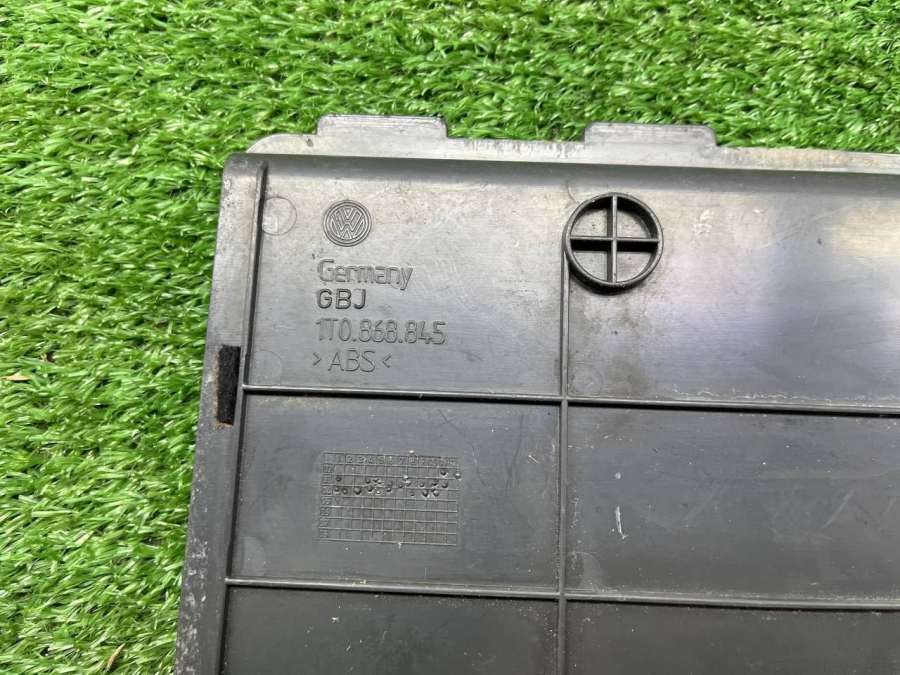 Germany
GBJ
1T0.868.845
>ABS<